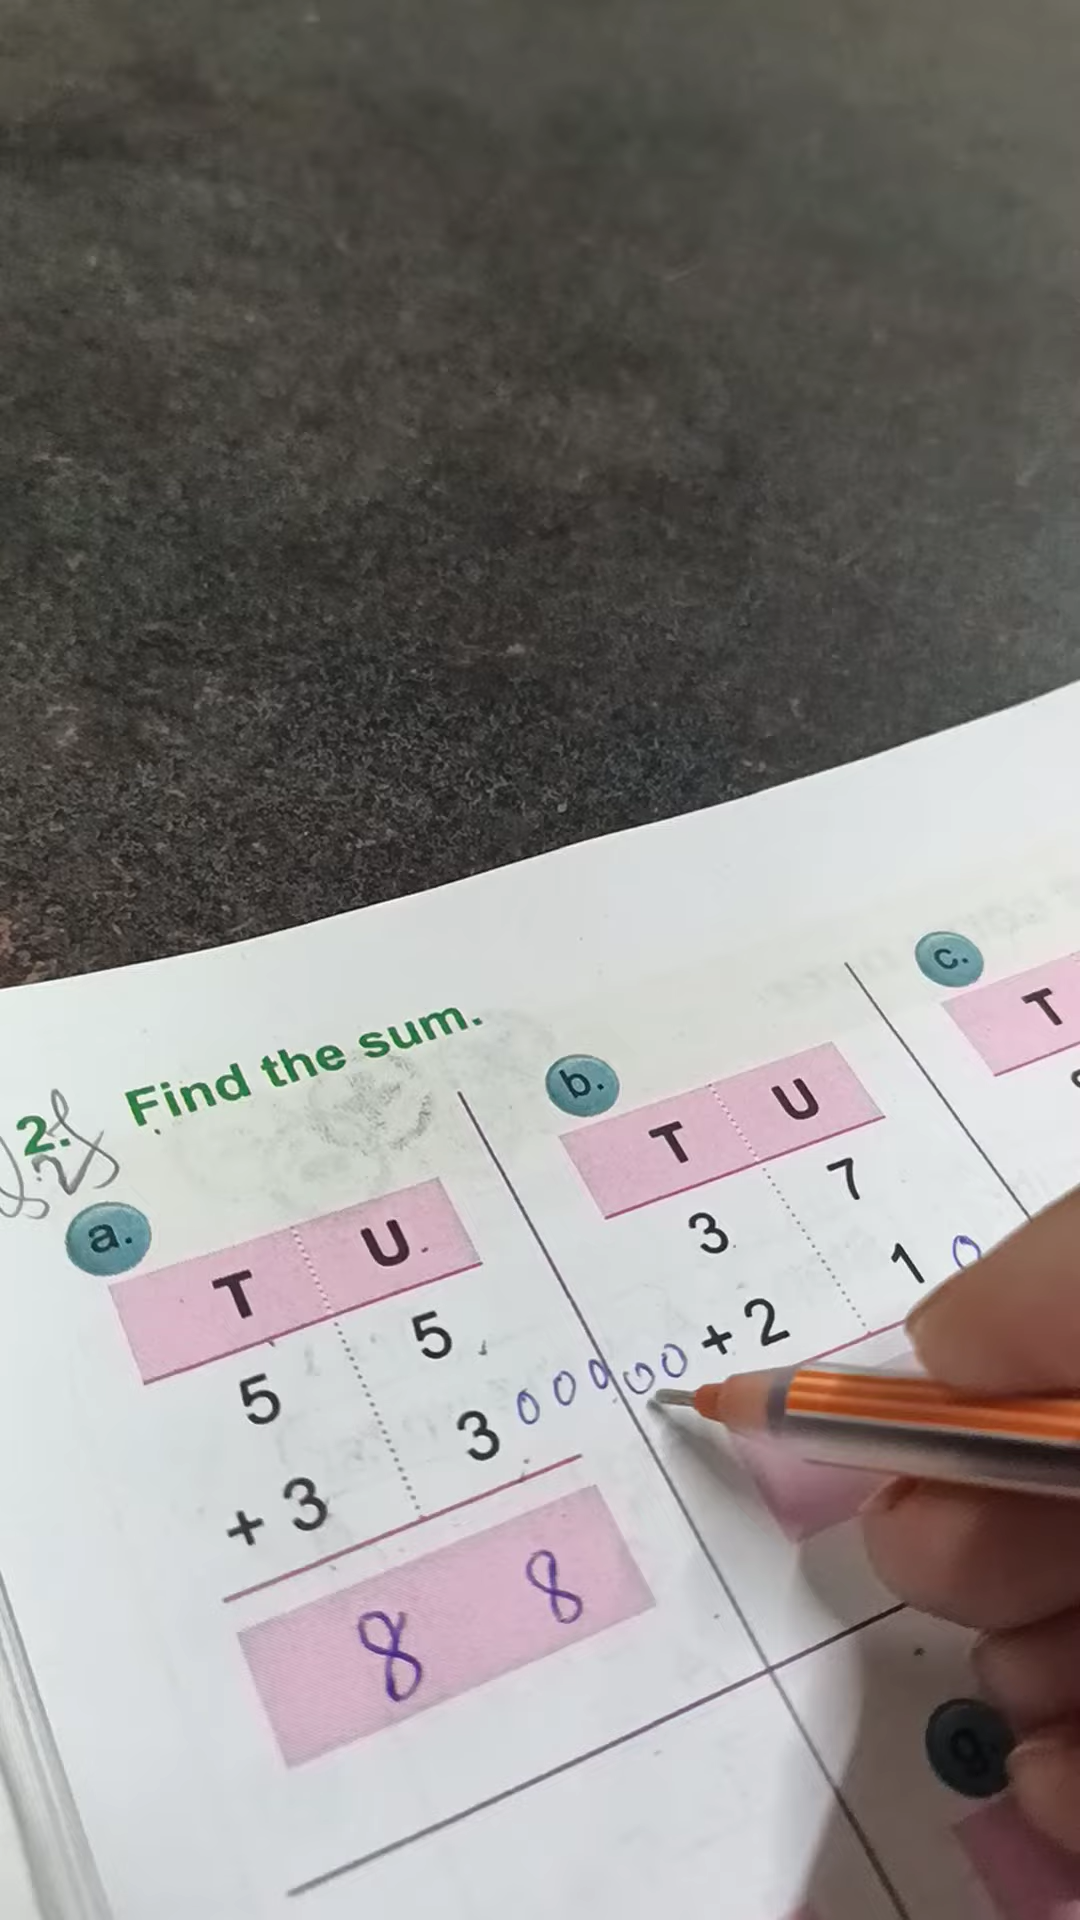 2. Find the sum.
a.
T U
5 5
+ 3 3
8 8
b.
T U
3 7
+ 2 1
c.
T
g.